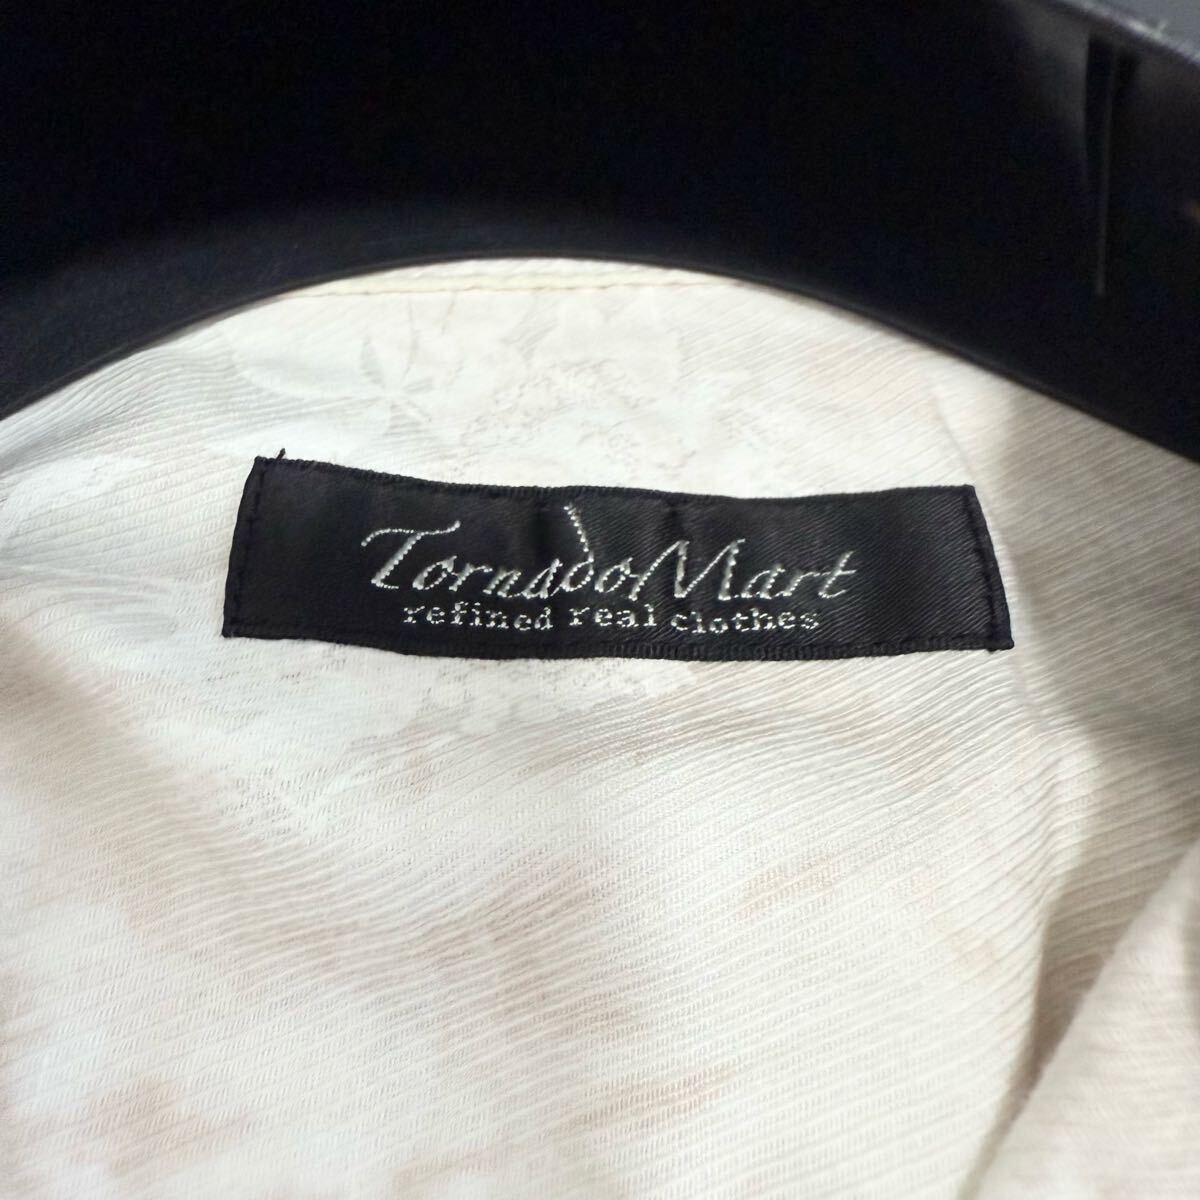 TornadoMart
refined real clothes